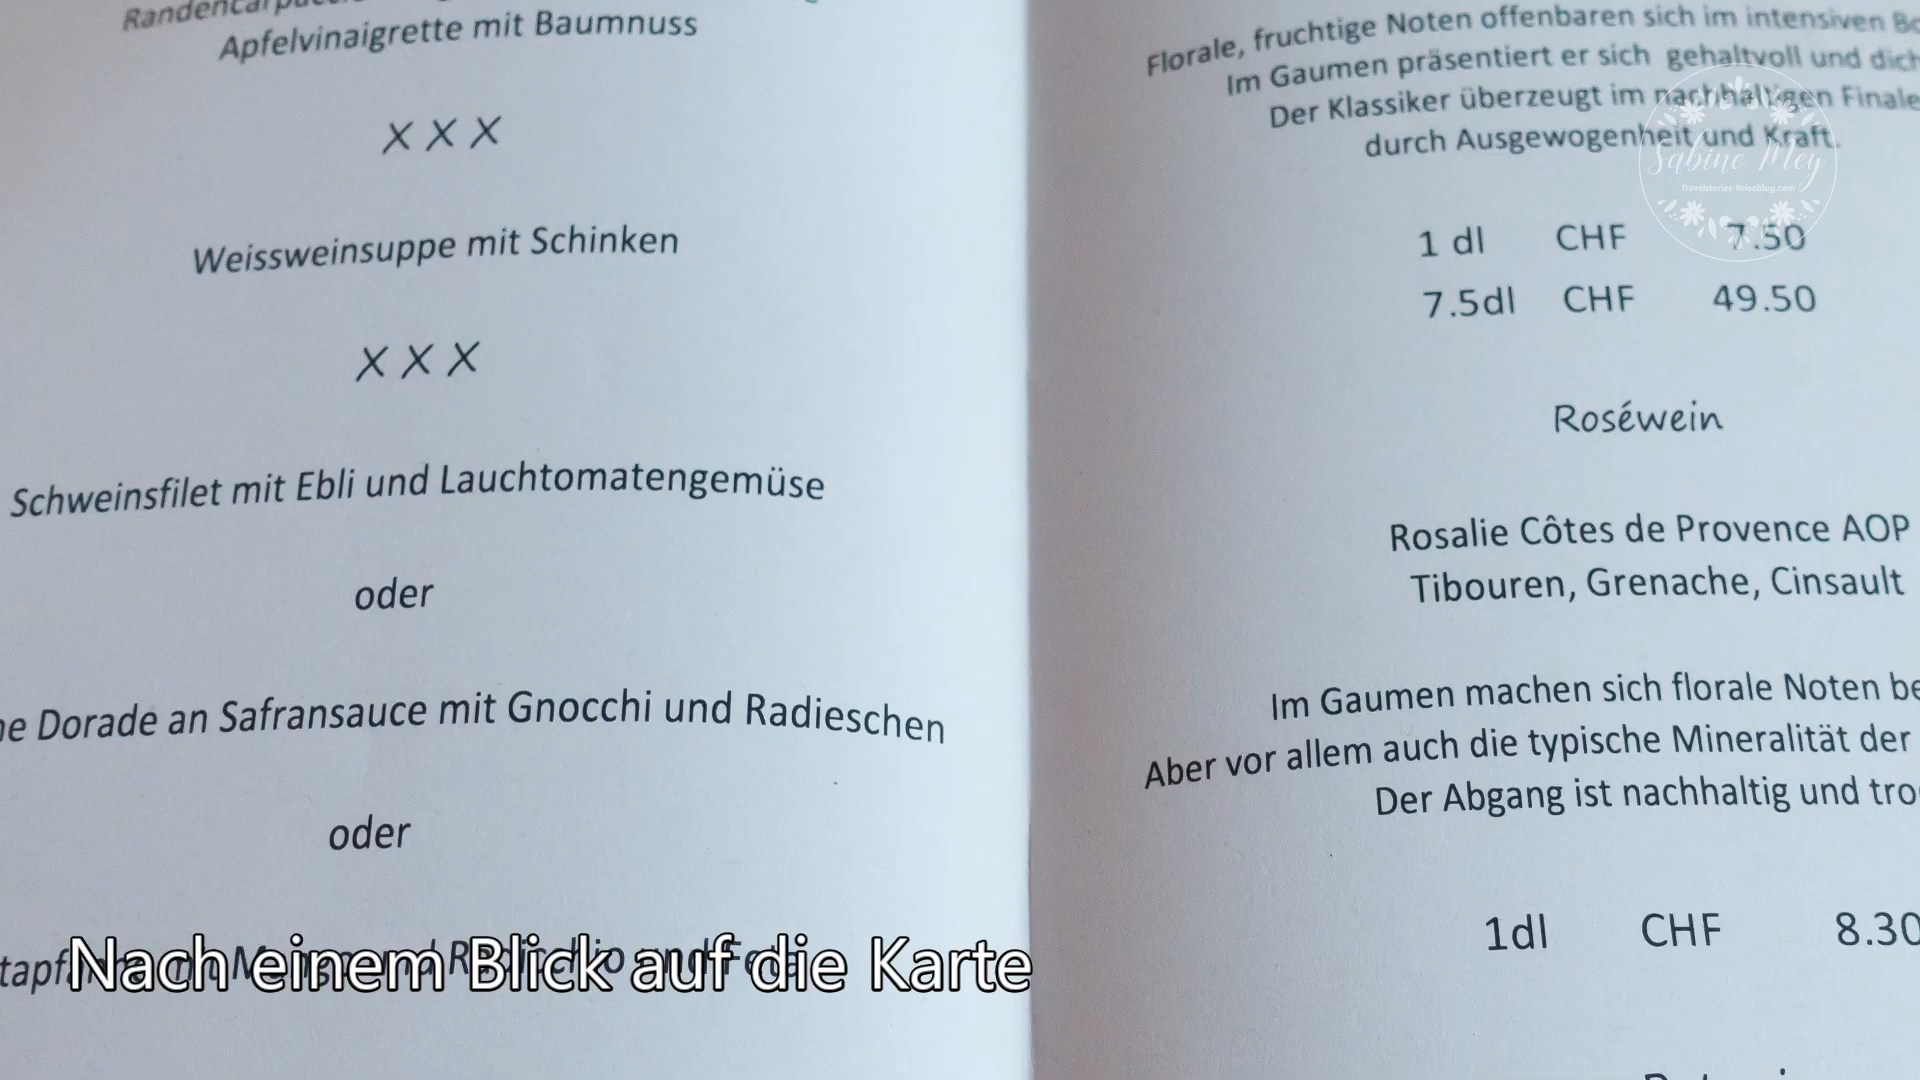 Apfelvinaigrette mit Baumnuss
X X X
Weissweinsuppe mit Schinken
X X X
Schweinsfilet mit Ebli und Lauchtomatengemüse
oder
Dorade an Safransauce mit Gnocchi und Radieschen
oder
Nach einem Blick auf die Karte
Florale, fruchtige Noten offenbaren sich im intensiven
Im Gaumen präsentiert er sich gehaltvoll und
Der Klassiker überzeugt im nachhaltigen Finale
durch Ausgewogenheit und Kraft.
Sabine Mey
Travelstories-Reiseblog.com
1 dl CHF 7.50
7.5dl CHF 49.50
Roséwein
Rosalie Côtes de Provence AOP
Tibouren, Grenache, Cinsault
Im Gaumen machen sich florale Noten
Aber vor allem auch die typische Mineralität der
Der Abgang ist nachhaltig und
1dl CHF 8.30